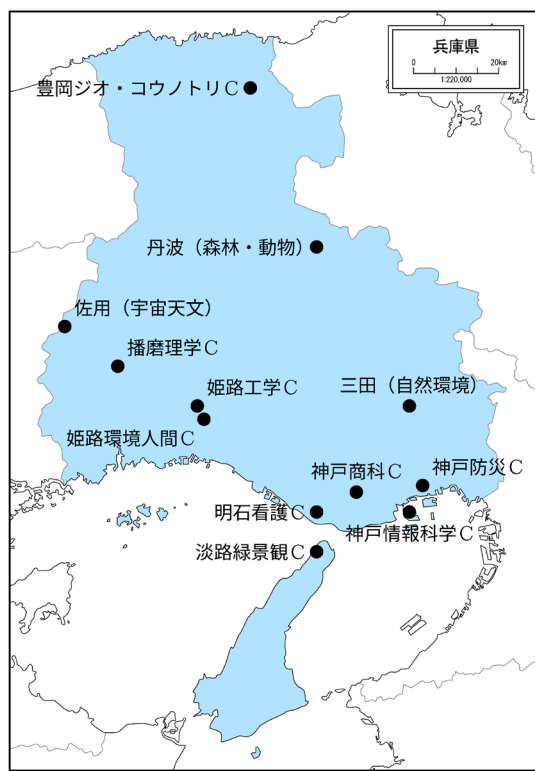 兵庫県
0 20km
1:220,000
豊岡ジオ・コウノトリC
丹波（森林・動物）
佐用（宇宙天文）
播磨理学C
姫路工学C
三田（自然環境）
姫路環境人間C
神戸商科C
神戸防災C
明石看護C
神戸情報科学C
淡路緑景観C